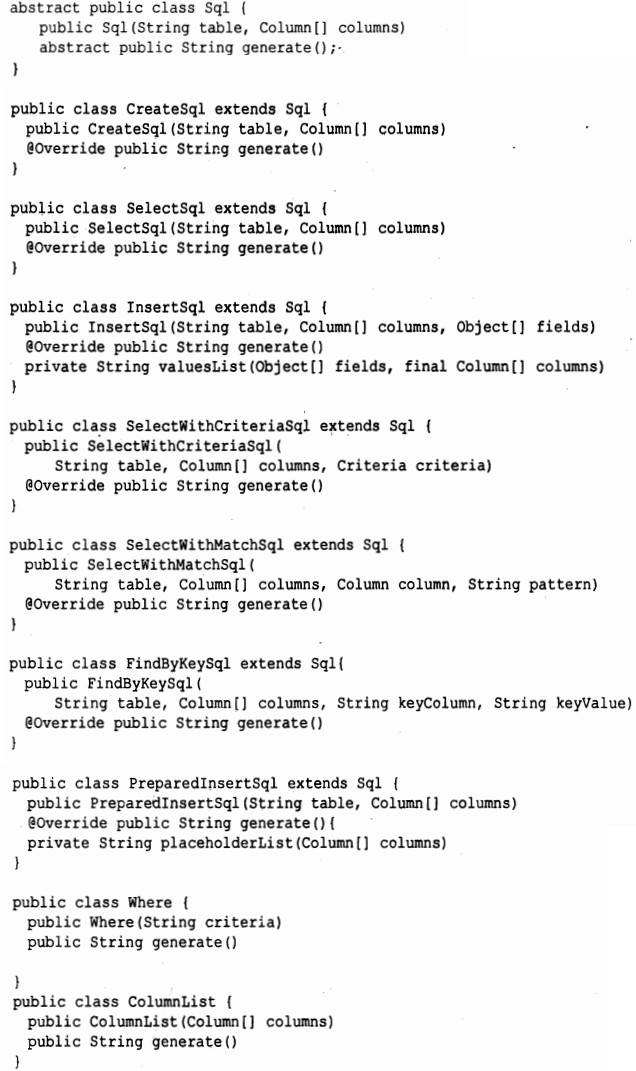 abstract public class Sql {
public Sql(String table, Column[] columns)
abstract public String generate();
}
public class CreateSql extends Sql {
public CreateSql(String table, Column[] columns)
@Override public String generate()
}
public class SelectSql extends Sql {
public SelectSql(String table, Column[] columns)
@Override public String generate()
}
public class InsertSql extends Sql {
public InsertSql(String table, Column[] columns, Object[] fields)
@Override public String generate()
private String valuesList(Object[] fields, final Column[] columns)
}
public class SelectWithCriteriaSql extends Sql {
public SelectWithCriteriaSql(
String table, Column[] columns, Criteria criteria)
@Override public String generate()
}
public class SelectWithMatchSql extends Sql {
public SelectWithMatchSql(
String table, Column[] columns, Column column, String pattern)
@Override public String generate()
}
public class FindByKeySql extends Sql{
public FindByKeySql(
String table, Column[] columns, String keyColumn, String keyValue)
@Override public String generate()
}
public class PreparedInsertSql extends Sql {
public PreparedInsertSql(String table, Column[] columns)
@Override public String generate(){
private String placeholderList(Column[] columns)
}
public class Where {
public Where(String criteria)
public String generate()
}
public class ColumnList {
public ColumnList(Column[] columns)
public String generate()
}